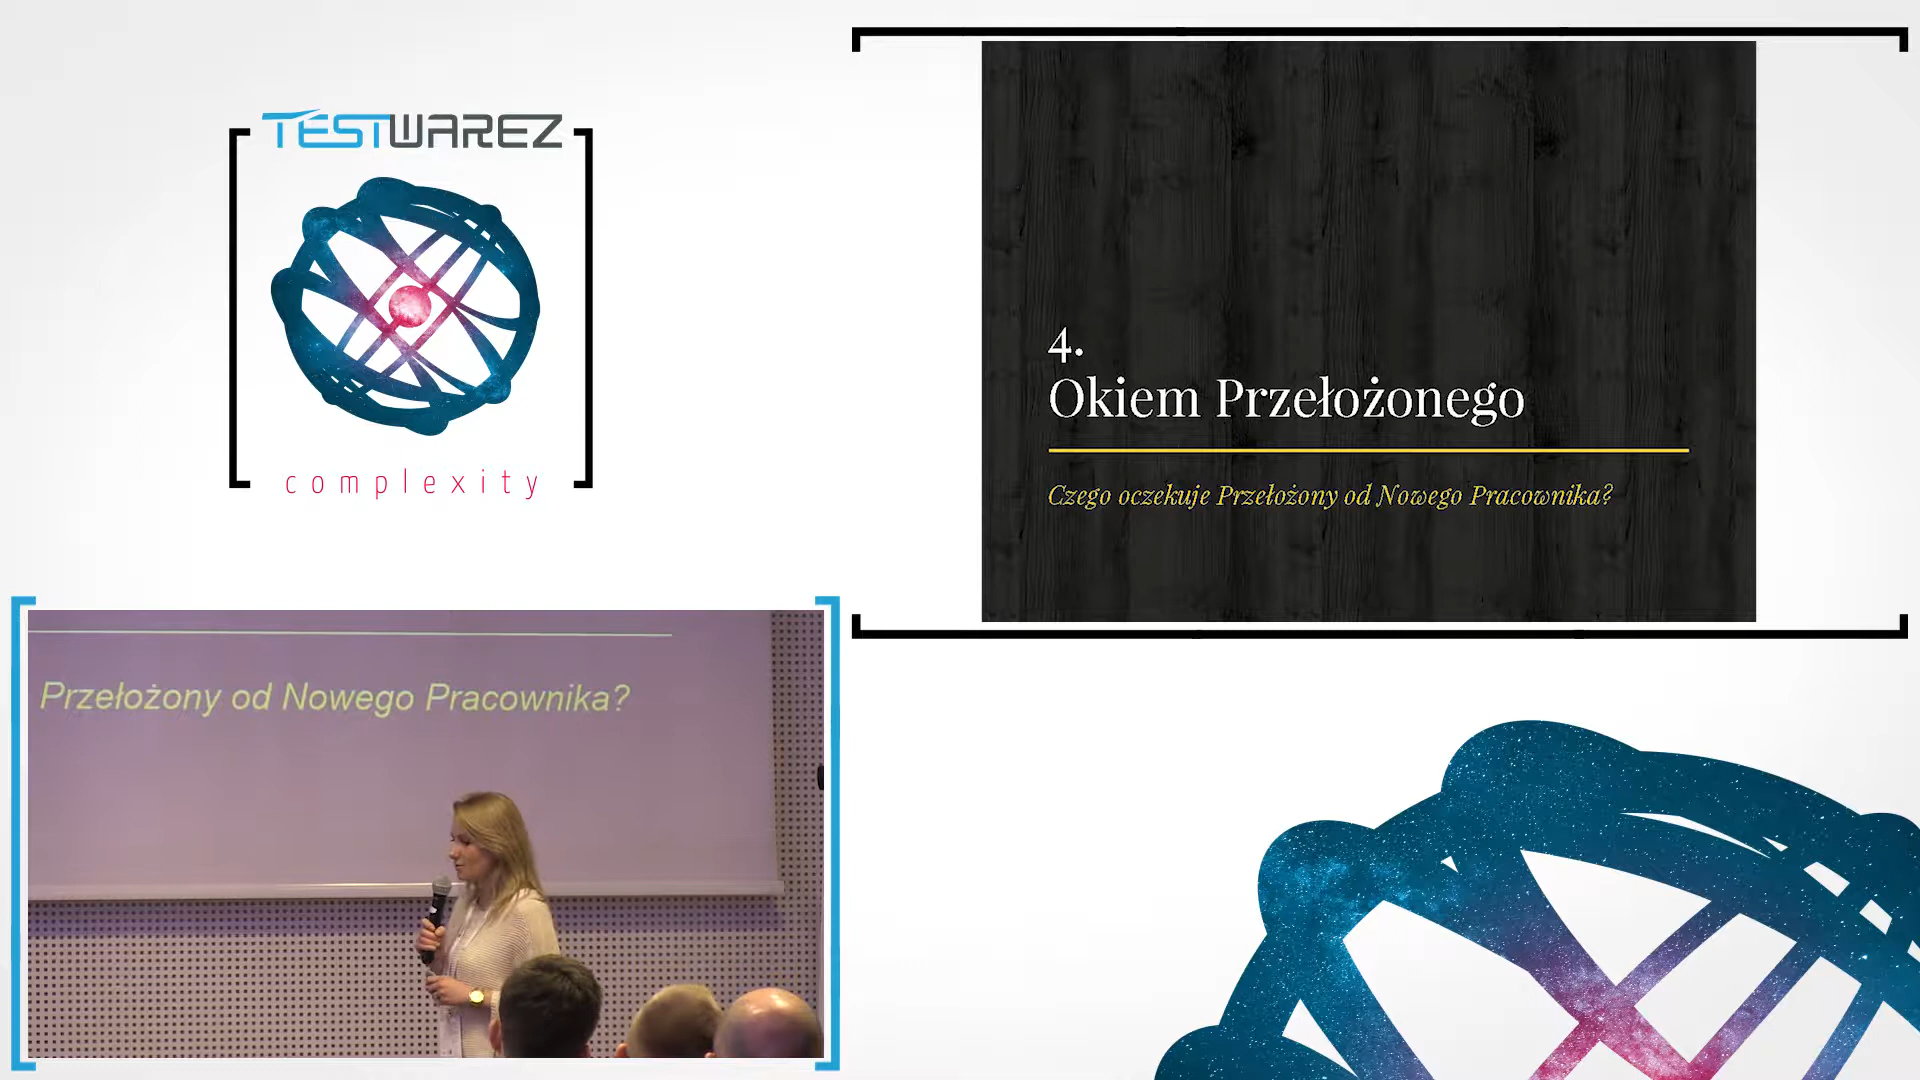 TESTWAREZ
complexity
4.
Okiem Przełożonego
Czego oczekuje Przełożony od Nowego Pracownika?
Przełożony od Nowego Pracownika?